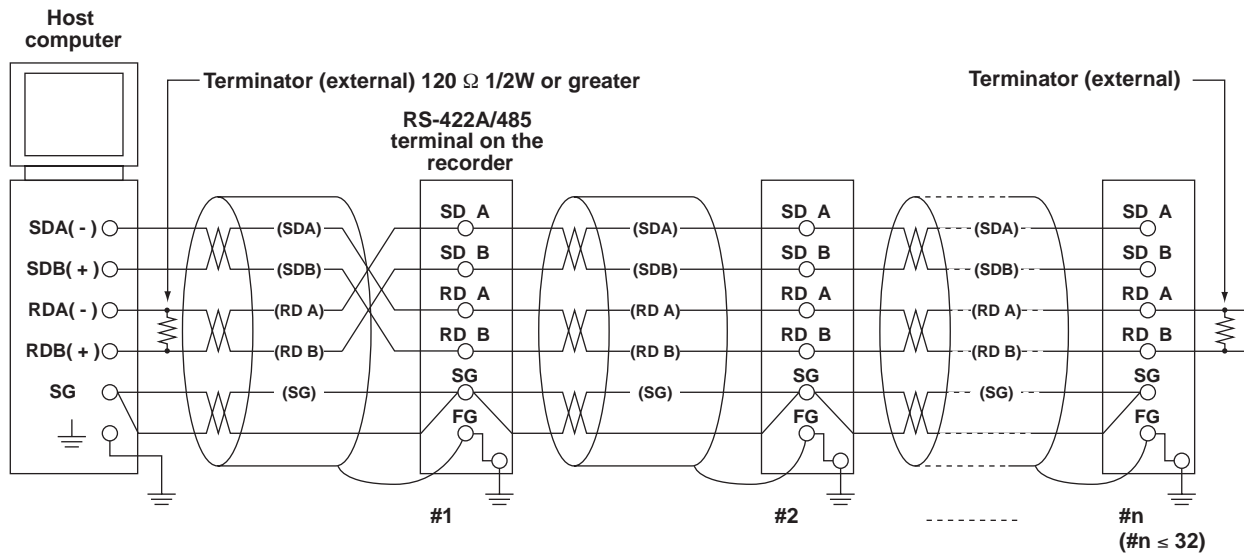 Host
computer
Terminator (external) 120 Ω 1/2W or greater
Terminator (external)
RS-422A/485
terminal on the
recorder
SDA( - )
SDB( + )
RDA( - )
RDB( + )
SG
(SDA)
(SDB)
(RD A)
(RD B)
(SG)
SD A
SD B
RD A
RD B
SG
FG
(SDA)
(SDB)
(RD A)
(RD B)
(SG)
SD A
SD B
RD A
RD B
SG
FG
(SDA)
(SDB)
(RD A)
(RD B)
(SG)
SD A
SD B
RD A
RD B
SG
FG
#1
#2
#n
(#n ≤ 32)